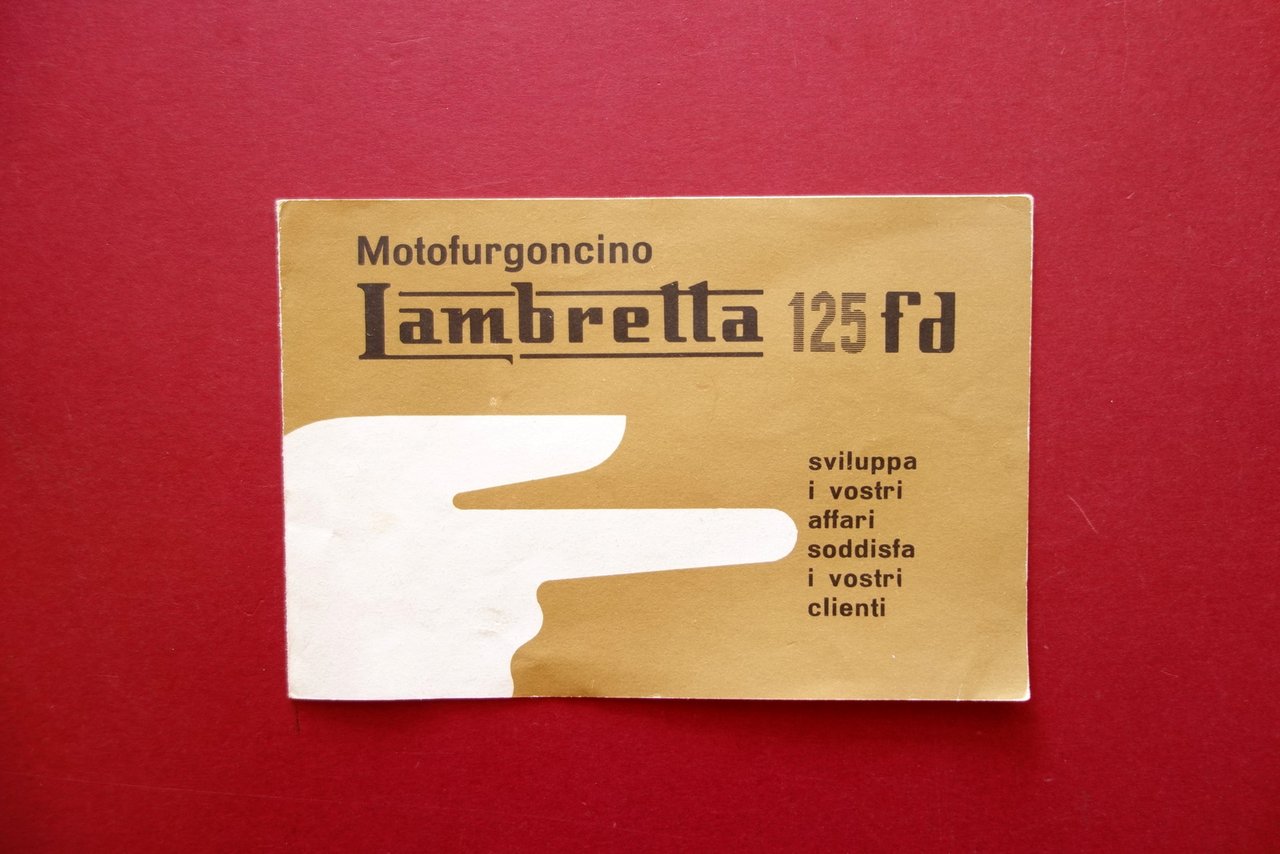 Motofurgoncino
Lambretta 125 fd
sviluppa
i vostri
affari
soddisfa
i vostri
clienti